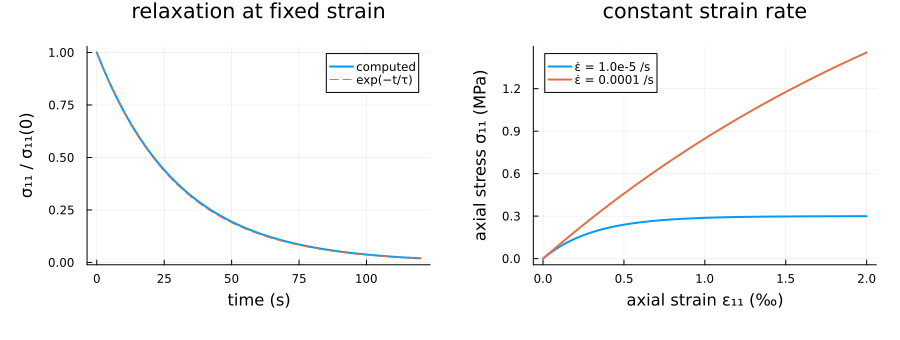 relaxation at fixed strain
σ₁₁ / σ₁₁(0)
1.00
0.75
0.50
0.25
0.00
computed
exp(−t/τ)
0
25
50
75
100
time (s)
constant strain rate
axial stress σ₁₁ (MPa)
1.2
0.9
0.6
0.3
0.0
ε̇ = 1.0e-5 /s
ε̇ = 0.0001 /s
0.0
0.5
1.0
1.5
2.0
axial strain ε₁₁ (‰)